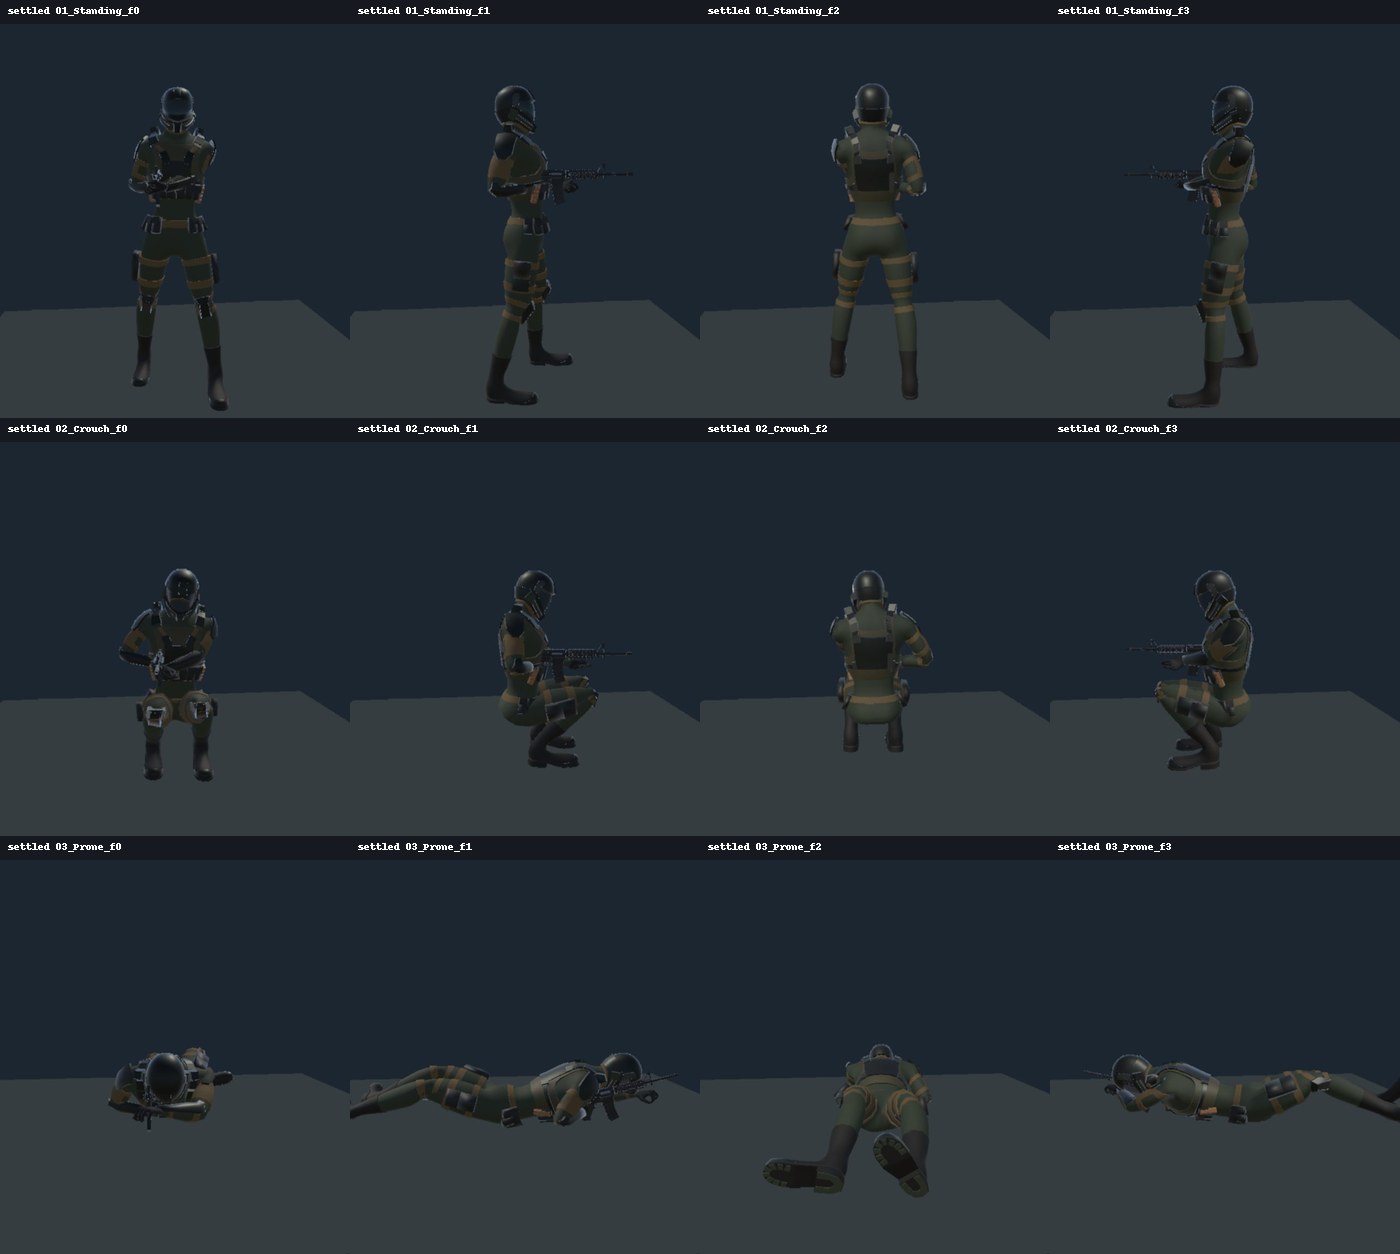 settled 01_Standing_f0
settled 01_Standing_f1
settled 01_Standing_f2
settled 01_Standing_f3
settled 02_Crouch_f0
settled 02_Crouch_f1
settled 02_Crouch_f2
settled 02_Crouch_f3
settled 03_Prone_f0
settled 03_Prone_f1
settled 03_Prone_f2
settled 03_Prone_f3